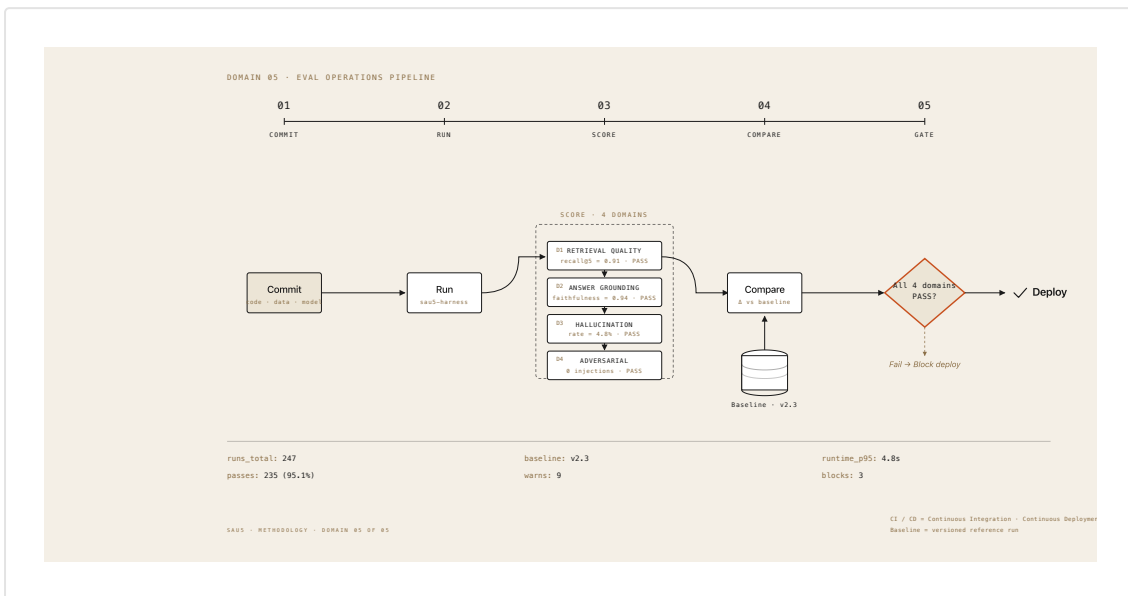 DOMAIN 05 · EVAL OPERATIONS PIPELINE
01 02 03 04 05
COMMIT RUN SCORE COMPARE GATE
SCORE · 4 DOMAINS
D1 RETRIEVAL QUALITY
recall@5 = 0.91 · PASS
D2 ANSWER GROUNDING
faithfulness = 0.94 · PASS
D3 HALLUCINATION
rate = 4.8% · PASS
D4 ADVERSARIAL
0 injections · PASS
Commit
code · data · model
Run
sau5-harness
Compare
Δ vs baseline
Baseline · v2.3
All 4 domains
PASS?
Deploy
Fail → Block deploy
runs_total: 247 baseline: v2.3 runtime_p95: 4.8s
passes: 235 (95.1%) warns: 9 blocks: 3
SAU5 · METHODOLOGY · DOMAIN 05 OF 05
CI / CD = Continuous Integration · Continuous Deploymen
Baseline = versioned reference run